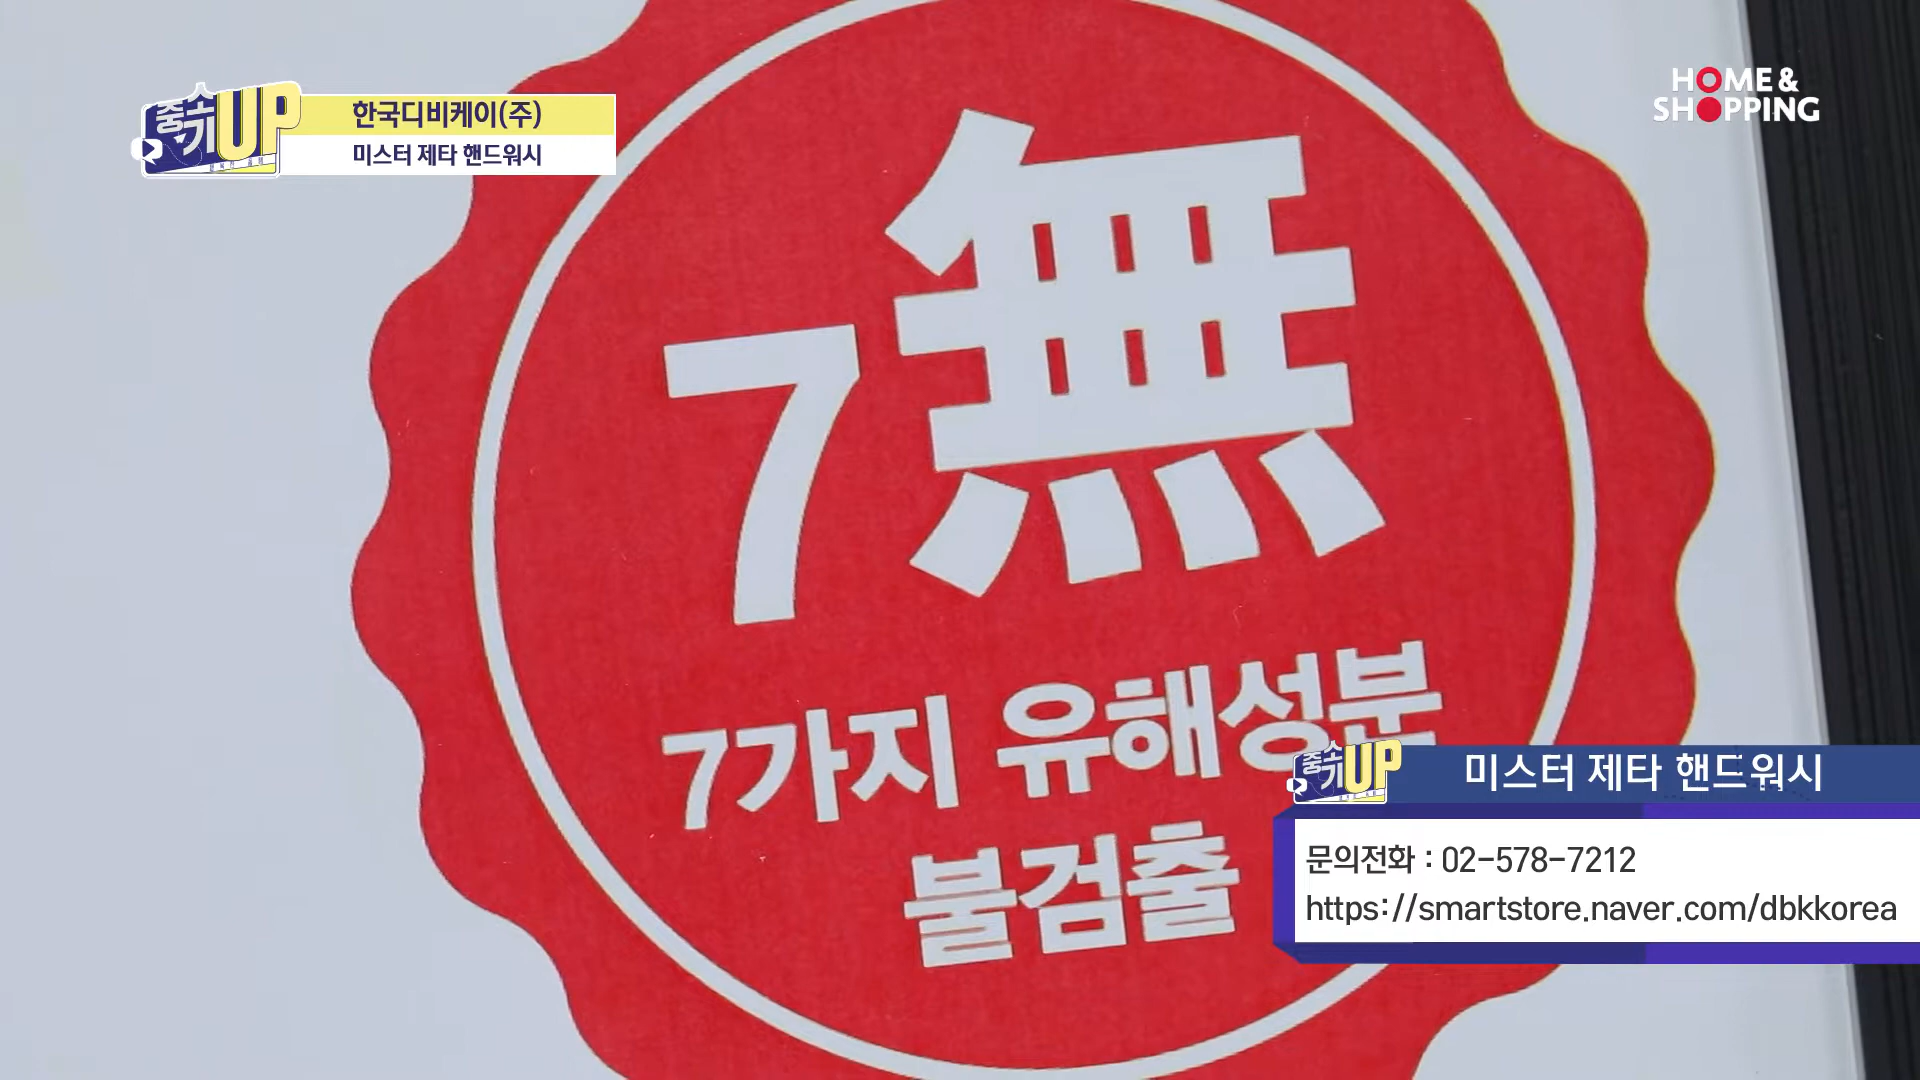 중소기UP
한국디비케이(주)
미스터 제타 핸드워시
HOME &
SHOPPING
7無
7가지 유해성분
불검출
중소기UP
미스터 제타 핸드워시
문의전화 : 02-578-7212
https://smartstore.naver.com/dbkkorea